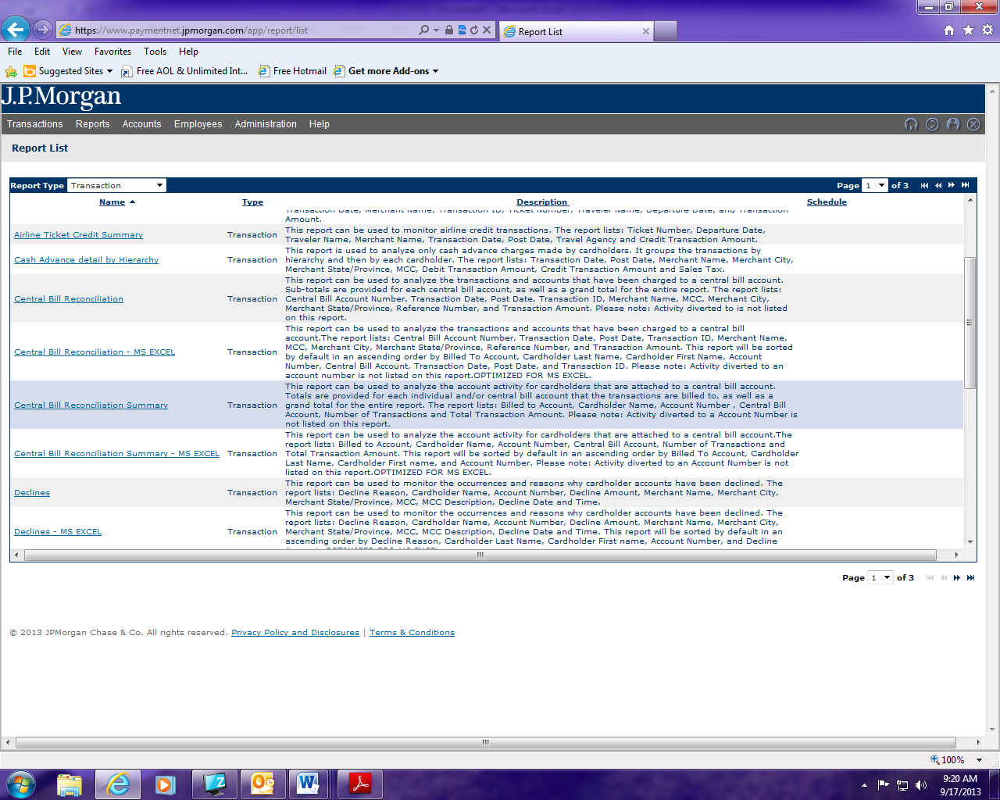 https://www.paymentnet.jpmorgan.com/app/report/list
Report List
File Edit View Favorites Tools Help
Suggested Sites Free AOL & Unlimited Int... Free Hotmail Get more Add-ons
J.P.Morgan
Transactions Reports Accounts Employees Administration Help
Report List
Report Type Transaction Page 1 of 3
Name Type Description Schedule
Transaction Date, Merchant Name, Transaction ID, Ticket Number, Traveler Name, Departure Date, and Transaction
Amount.
Airline Ticket Credit Summary
Transaction
This report can be used to monitor airline credit transactions. The report lists: Ticket Number, Departure Date,
Traveler Name, Merchant Name, Transaction Date, Post Date, Travel Agency and Credit Transaction Amount.
Cash Advance detail by Hierarchy
Transaction
This report is used to analyze only cash advance charges made by cardholders. It groups the transactions by
hierarchy and then by each cardholder. The report lists: Transaction Date, Post Date, Merchant Name, Merchant City,
Merchant State/Province, MCC, Debit Transaction Amount, Credit Transaction Amount and Sales Tax.
Central Bill Reconciliation
Transaction
This report can be used to analyze the transactions and accounts that have been charged to a central bill account.
Sub-totals are provided for each central bill account, as well as a grand total for the entire report. The report lists:
Central Bill Account Number, Transaction Date, Post Date, Transaction ID, Merchant Name, MCC, Merchant City,
Merchant State/Province, Reference Number, and Transaction Amount. Please note: Activity diverted to is not listed
on this report.
Central Bill Reconciliation - MS EXCEL
Transaction
This report can be used to analyze the transactions and accounts that have been charged to a central bill
account.The report lists: Central Bill Account Number, Transaction Date, Post Date, Transaction ID, Merchant Name,
MCC, Merchant City, Merchant State/Province, Reference Number, and Transaction Amount. This report will be sorted
by default in an ascending order by Billed To Account, Cardholder Last Name, Cardholder First Name, Account
Number, Central Bill Account, Transaction Date, Post Date, and Transaction ID. Please note: Activity diverted to an
account number is not listed on this report.OPTIMIZED FOR MS EXCEL.
Central Bill Reconciliation Summary
Transaction
This report can be used to analyze the account activity for cardholders that are attached to a central bill account.
Totals are provided for each individual and/or central bill account that the transactions are billed to, as well as a
grand total for the entire report. The report lists: Billed to Account, Cardholder Name, Account Number , Central Bill
Account, Number of Transactions and Total Transaction Amount. Please note: Activity diverted to a Account Number is
not listed on this report.
Central Bill Reconciliation Summary - MS EXCEL
Transaction
This report can be used to analyze the account activity for cardholders that are attached to a central bill account.The
report lists: Billed to Account, Cardholder Name, Account Number, Central Bill Account, Number of Transactions and
Total Transaction Amount. This report will be sorted by default in an ascending order by Billed To Account, Cardholder
Last Name, Cardholder First name, and Account Number. Please note: Activity diverted to an Account Number is not
listed on this report.OPTIMIZED FOR MS EXCEL.
Declines
Transaction
This report can be used to monitor the occurrences and reasons why cardholder accounts have been declined. The
report lists: Decline Reason, Cardholder Name, Account Number, Decline Amount, Merchant Name, Merchant City,
Merchant State/Province, MCC, MCC Description, Decline Date and Time.
Declines - MS EXCEL
Transaction
This report can be used to monitor the occurrences and reasons why cardholder accounts have been declined. The
report lists: Decline Reason, Cardholder Name, Account Number, Decline Amount, Merchant Name, Merchant City,
Merchant State/Province, MCC, MCC Description, Decline Date and Time. This report will be sorted by default in an
ascending order by Decline Reason, Cardholder Last Name, Cardholder First name, Account Number, and Decline
Page 1 of 3
© 2013 JPMorgan Chase & Co. All rights reserved. Privacy Policy and Disclosures | Terms & Conditions
100%
9:20 AM
9/17/2013